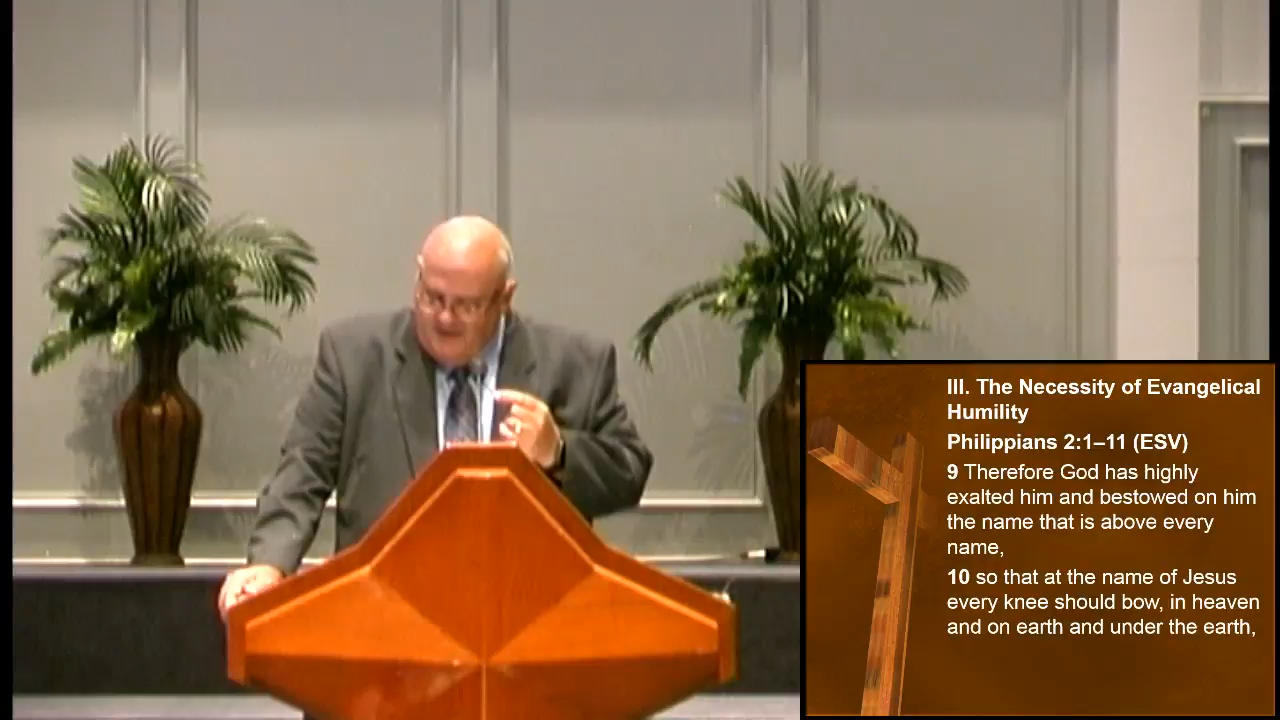 III. The Necessity of Evangelical
Humility
Philippians 2:1–11 (ESV)
9 Therefore God has highly
exalted him and bestowed on him
the name that is above every
name,
10 so that at the name of Jesus
every knee should bow, in heaven
and on earth and under the earth,